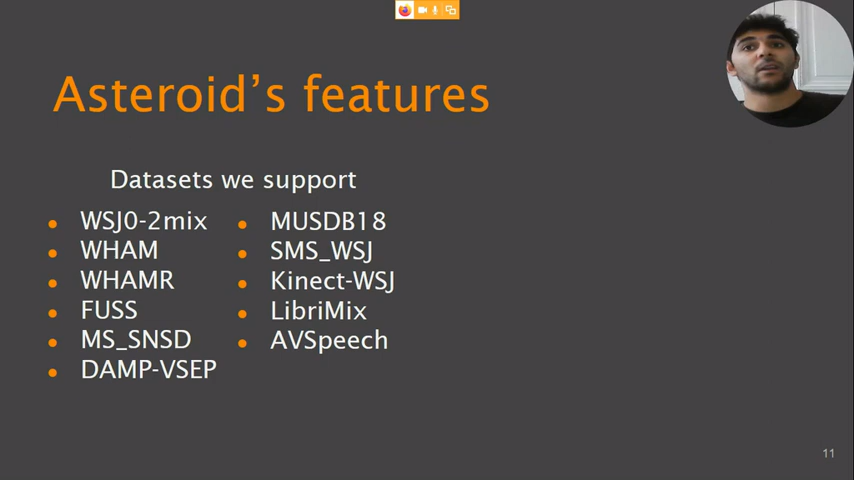 Asteroid's features
Datasets we support
WSJ0-2mix
WHAM
WHAMR
FUSS
MS_SNSD
DAMP-VSEP
MUSDB18
SMS_WSJ
Kinect-WSJ
LibriMix
AVSpeech
11